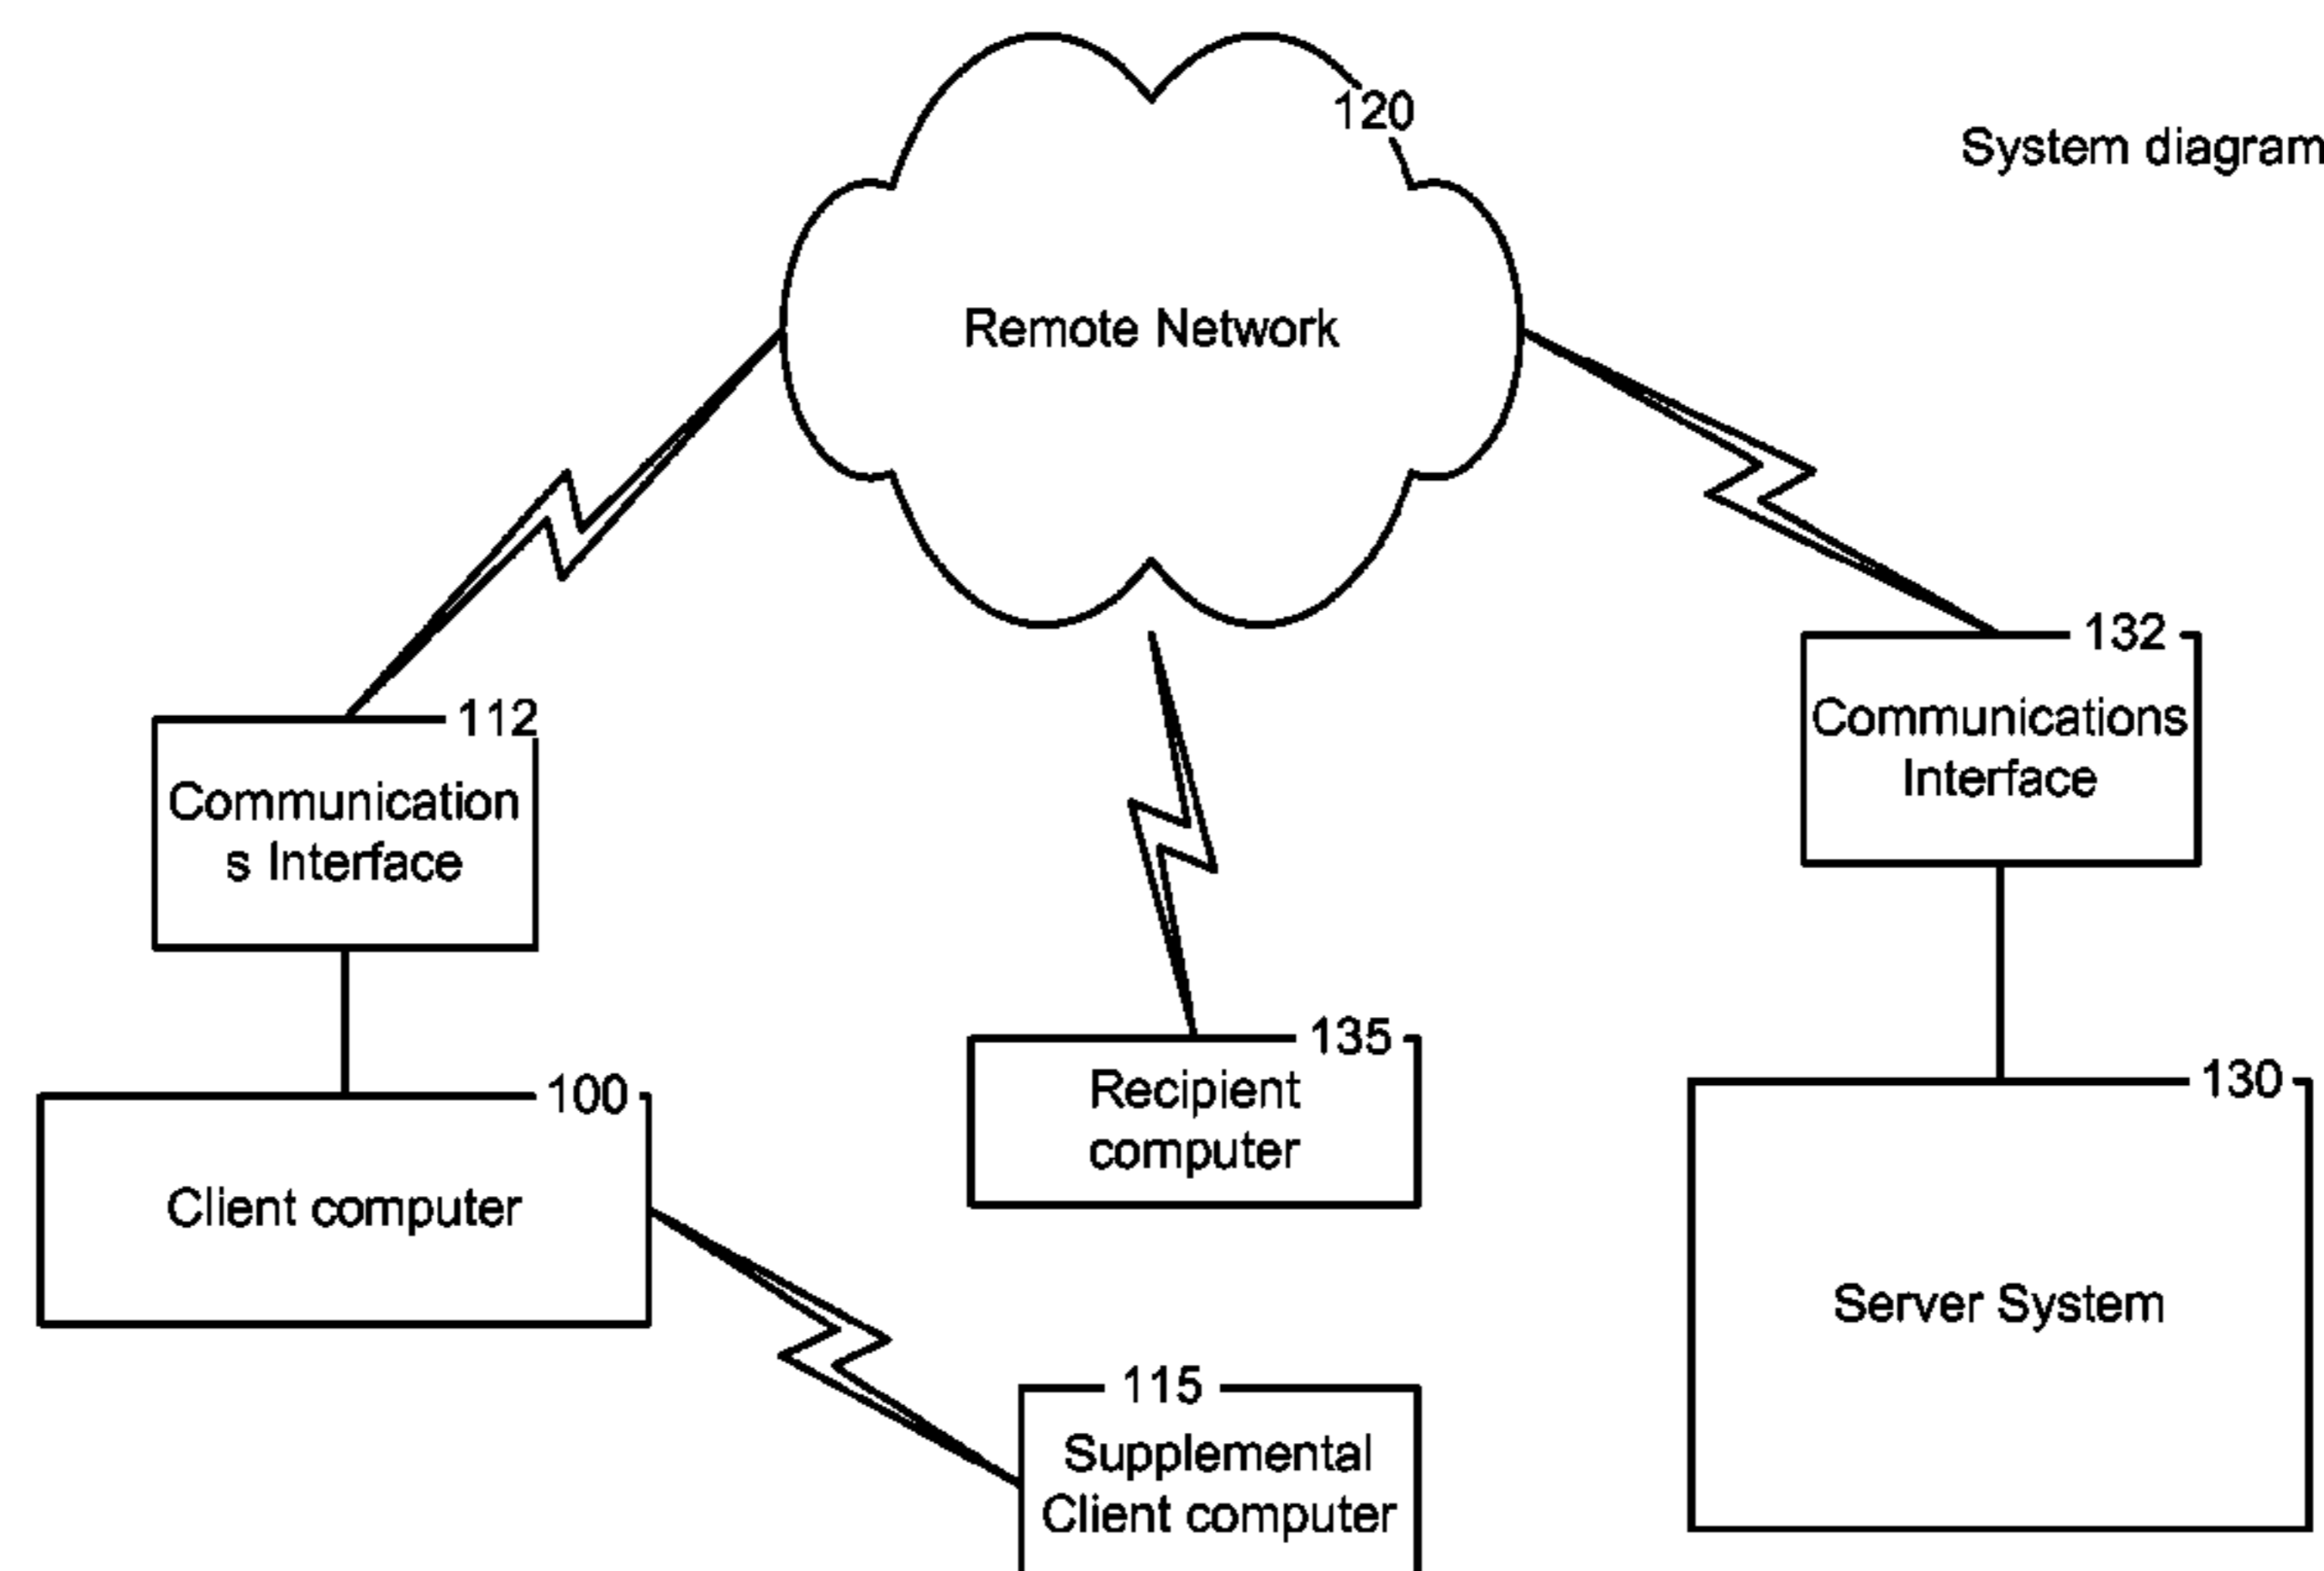 120
System diagram
Remote Network
132
Communications
Interface
112
Communication
s Interface
135
Recipient
computer
130
Server System
100
Client computer
115
Supplemental
Client computer